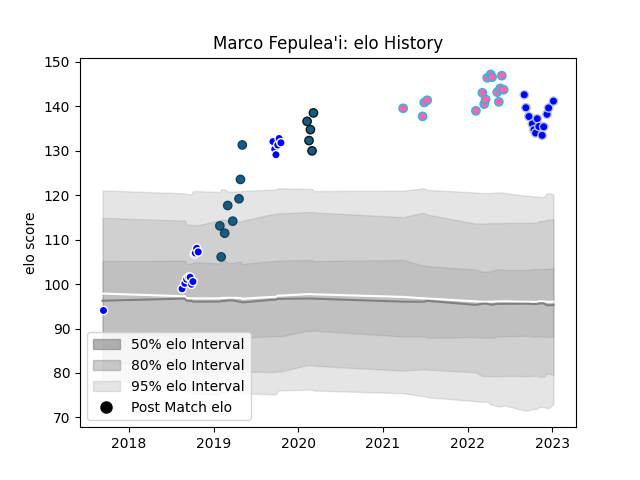 Marco Fepulea'i: elo History
150
140
130
120
110
100
90
80
70
elo score
50% elo Interval
80% elo Interval
95% elo Interval
Post Match elo
2018 2019 2020 2021 2022 2023